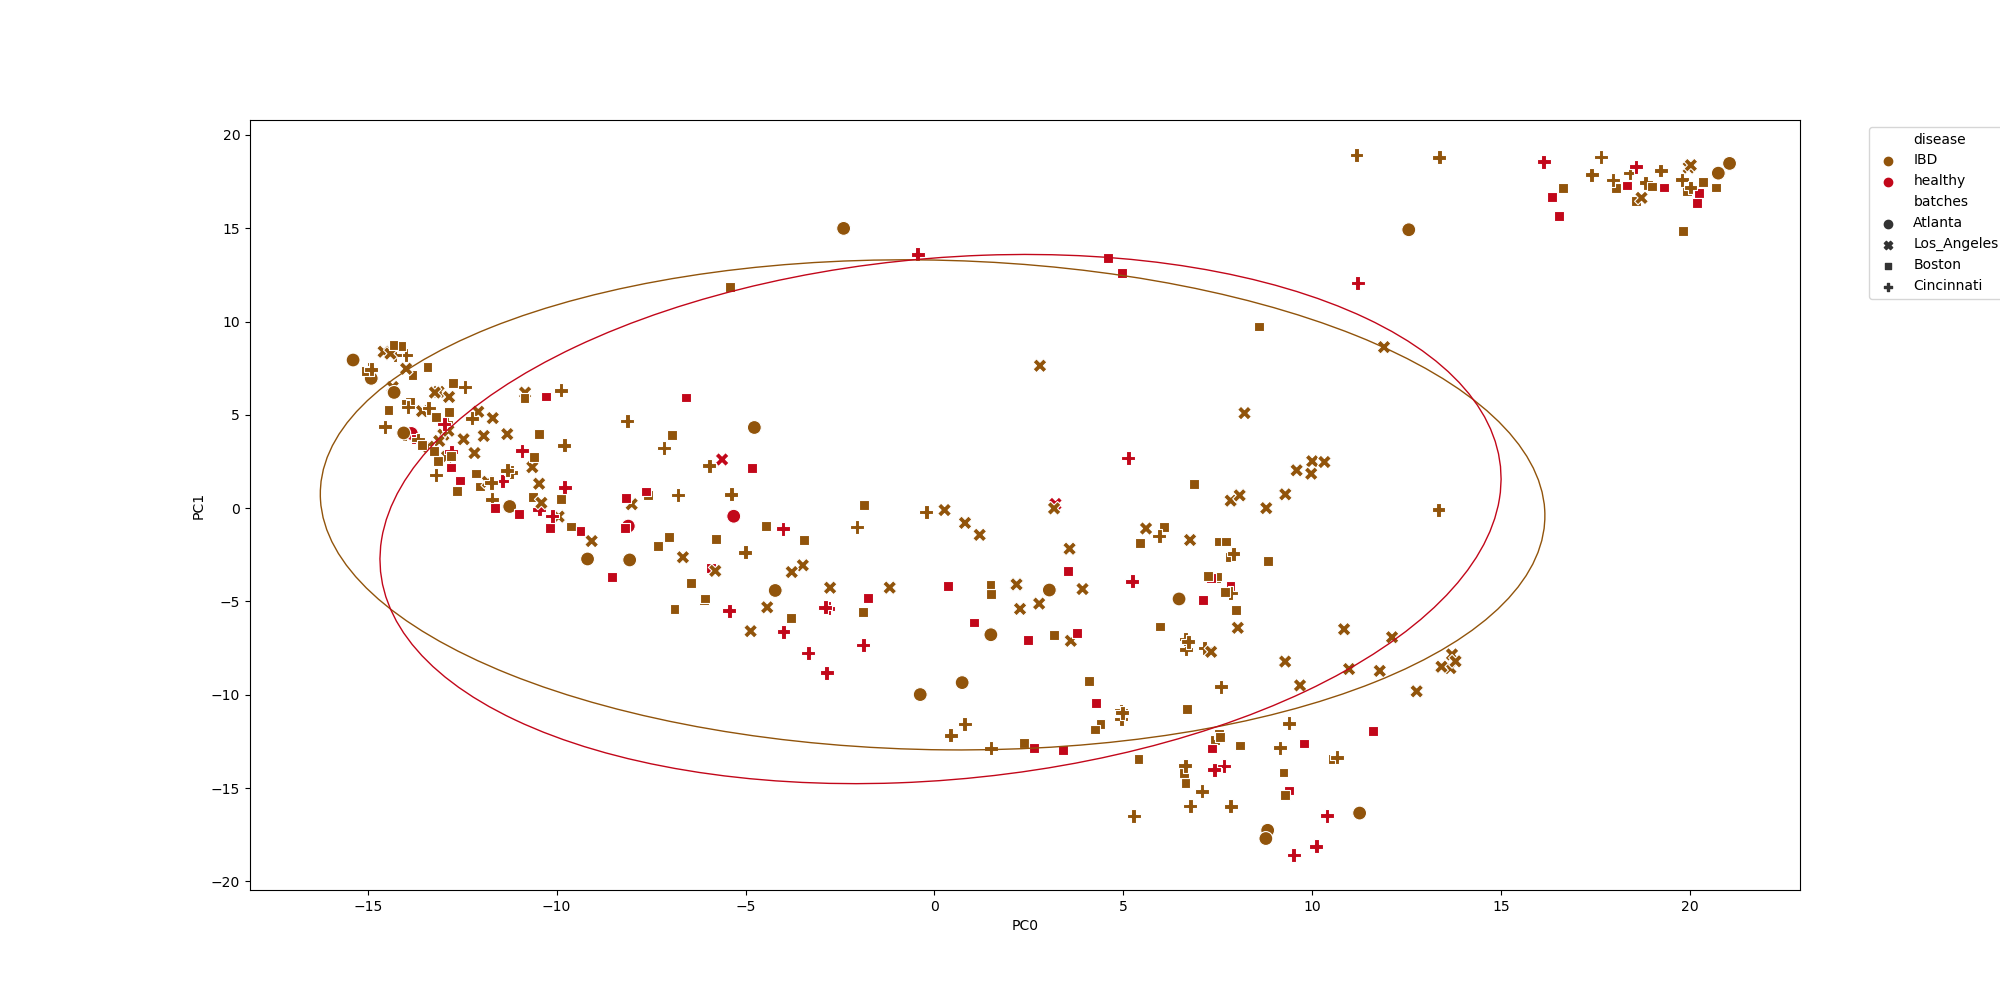 20
15
10
5
0
−5
−10
−15
−20
PC1
−15 −10 −5 0 5 10 15 20
PC0
disease
IBD
healthy
batches
Atlanta
Los_Angeles
Boston
Cincinnati